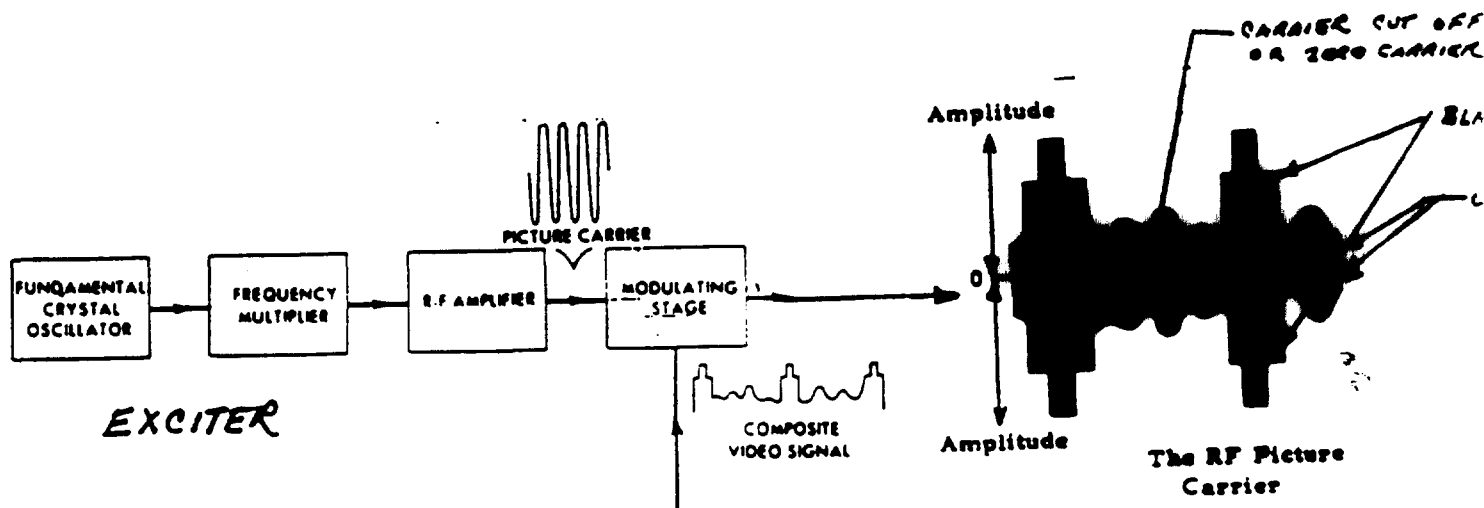 CARRIER CUT OFF
OR ZERO CARRIER
Amplitude
PICTURE CARRIER
0
FUNDAMENTAL
CRYSTAL
OSCILLATOR
FREQUENCY
MULTIPLIER
R-F AMPLIFIER
MODULATING
STAGE
EXCITER
COMPOSITE
VIDEO SIGNAL
Amplitude
The RF Picture
Carrier